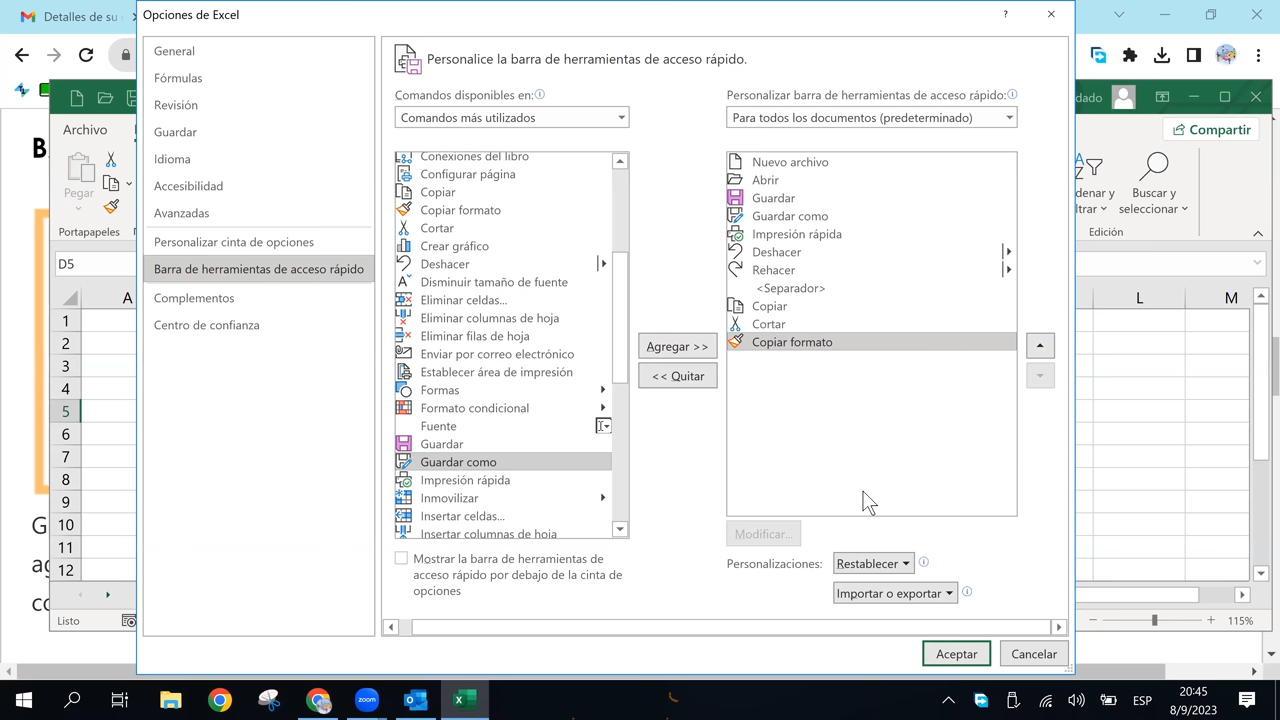 Detalles de su
Opciones de Excel
?
General
Fórmulas
Revisión
Guardar
Idioma
Accesibilidad
Avanzadas
Personalizar cinta de opciones
Barra de herramientas de acceso rápido
Complementos
Centro de confianza
Personalice la barra de herramientas de acceso rápido.
Comandos disponibles en:
Comandos más utilizados
Conexiones del libro
Configurar página
Copiar
Copiar formato
Cortar
Crear gráfico
Deshacer
Disminuir tamaño de fuente
Eliminar celdas...
Eliminar columnas de hoja
Eliminar filas de hoja
Enviar por correo electrónico
Establecer área de impresión
Formas
Formato condicional
Fuente
Guardar
Guardar como
Impresión rápida
Inmovilizar
Insertar celdas...
Insertar columnas de hoja
Mostrar la barra de herramientas de
acceso rápido por debajo de la cinta de
opciones
Agregar >>
<< Quitar
Personalizar barra de herramientas de acceso rápido:
Para todos los documentos (predeterminado)
Nuevo archivo
Abrir
Guardar
Guardar como
Impresión rápida
Deshacer
Rehacer
<Separador>
Copiar
Cortar
Copiar formato
Modificar...
Personalizaciones:
Restablecer
Importar o exportar
Aceptar
Cancelar
Archivo
Pegar
Portapapeles
D5
A
1
2
3
4
5
6
7
8
9
10
11
12
Listo
dado
Compartir
denar y
ltrar
Buscar y
seleccionar
Edición
L
M
115%
B
G
ag
co
zoom
ESP
20:45
8/9/2023